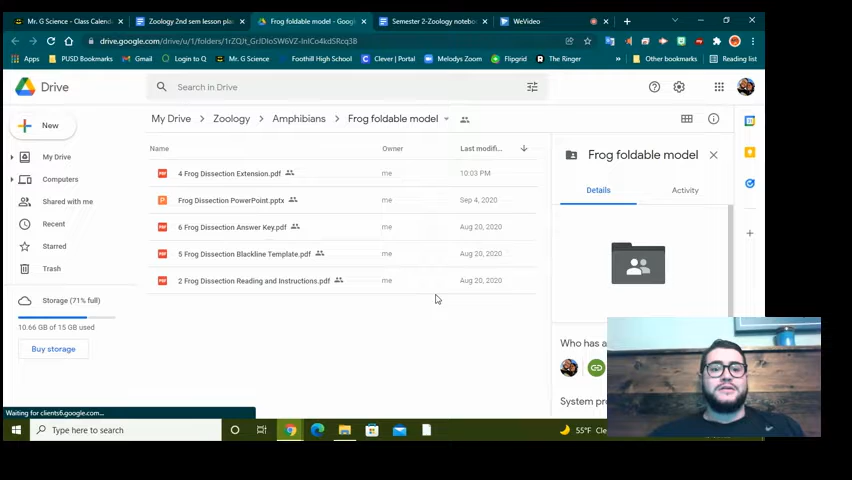 Mr. G Science - Class Calenda
Zoology 2nd sem lesson pla
Frog foldable model - Goog
Semester 2-Zoology notebo
WeVideo
drive.google.com/drive/u/1/folders/
Apps
PUSD Bookmarks
Gmail
Login to Q
Mr. G Science
Foothill High School
Clever | Portal
Melodys Zoom
Flipgrid
The Ringer
»
Other bookmarks
Reading list
Drive
Search in Drive
New
My Drive
Computers
Shared with me
Recent
Starred
Trash
Storage (71% full)
10.66 GB of 15 GB used
Buy storage
My Drive > Zoology > Amphibians > Frog foldable model
Name Owner Last modifi...
4 Frog Dissection Extension.pdf me 10:03 PM
Frog Dissection PowerPoint.pptx me Sep 4, 2020
6 Frog Dissection Answer Key.pdf me Aug 20, 2020
5 Frog Dissection Blackline Template.pdf me Aug 20, 2020
2 Frog Dissection Reading and Instructions.pdf me Aug 20, 2020
Frog foldable model
Details Activity
Who has a
System pro
Waiting for clients6.google.com...
Type here to search
55°F Cle